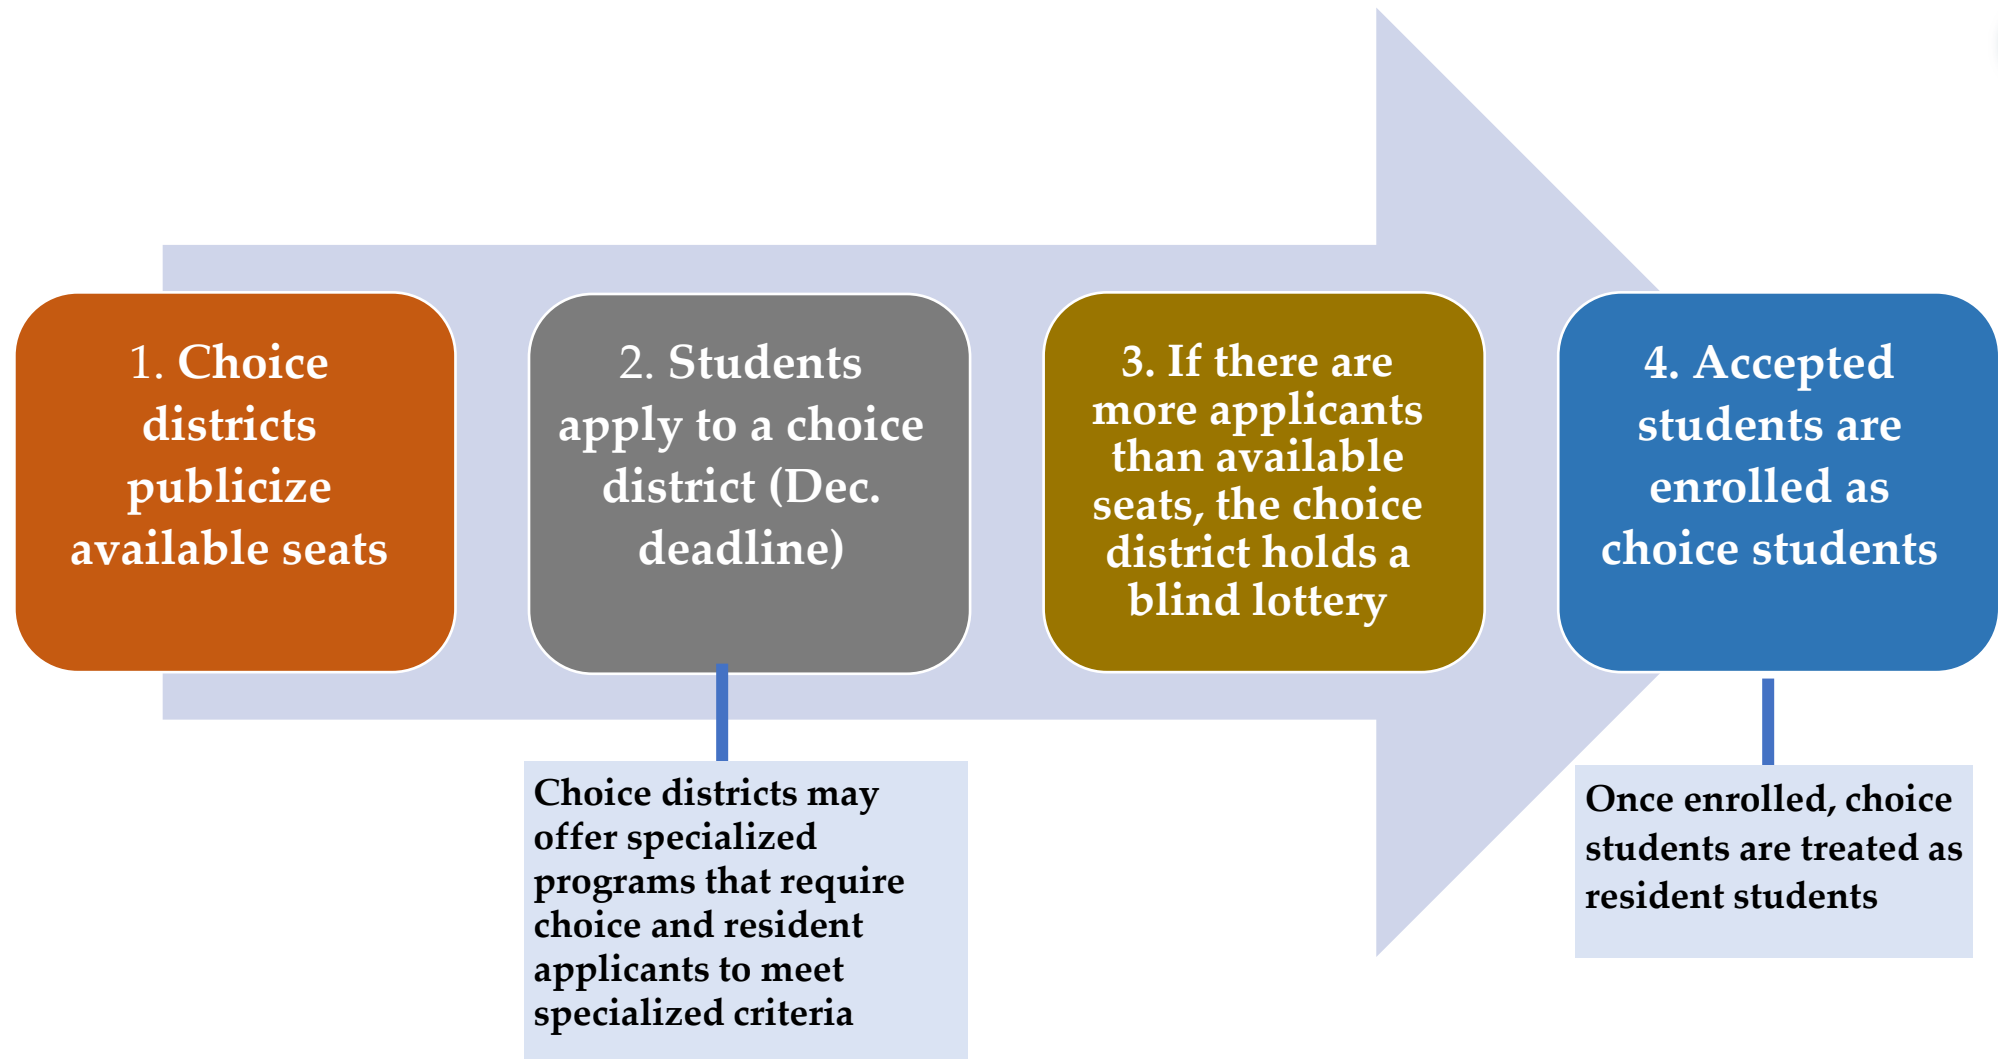 1. Choice
districts
publicize
available seats
2. Students
apply to a choice
district (Dec.
deadline)
3. If there are
more applicants
than available
seats, the choice
district holds a
blind lottery
4. Accepted
students are
enrolled as
choice students
Choice districts may
offer specialized
programs that require
choice and resident
applicants to meet
specialized criteria
Once enrolled, choice
students are treated as
resident students